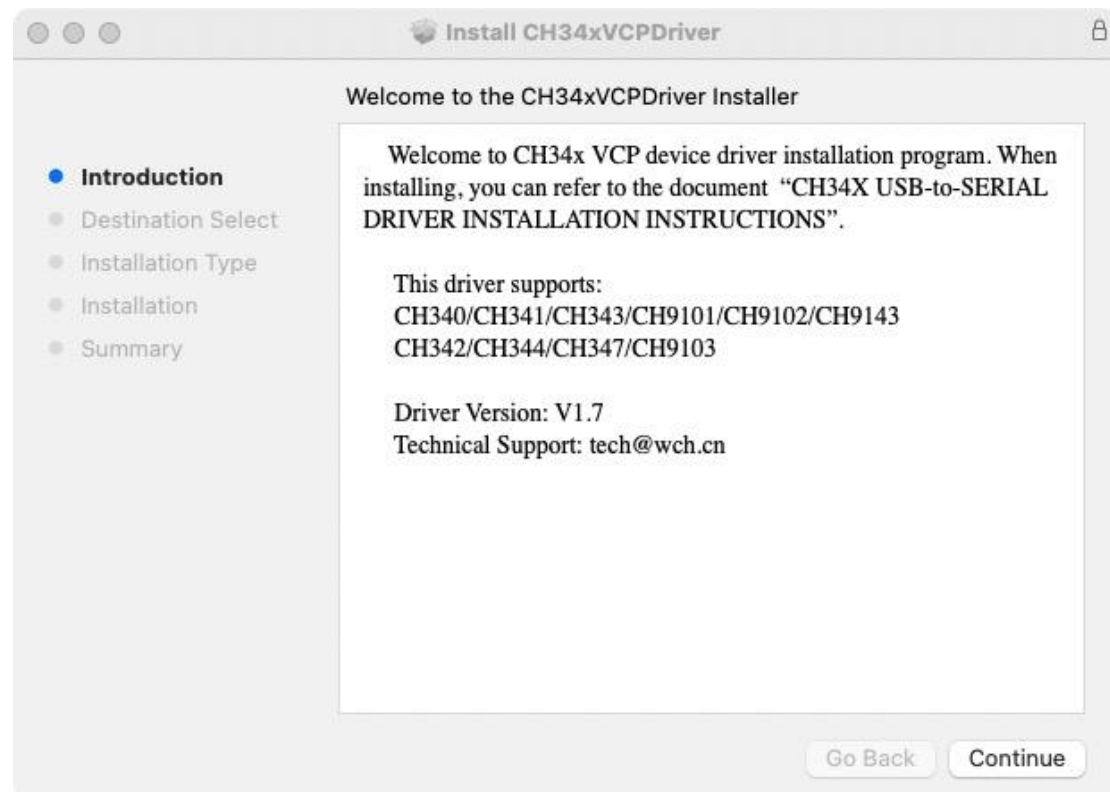 Install CH34xVCPDriver
Welcome to the CH34xVCPDriver Installer
Introduction
Destination Select
Installation Type
Installation
Summary
Welcome to CH34x VCP device driver installation program. When
installing, you can refer to the document “CH34X USB-to-SERIAL
DRIVER INSTALLATION INSTRUCTIONS”.
This driver supports:
CH340/CH341/CH343/CH9101/CH9102/CH9143
CH342/CH344/CH347/CH9103
Driver Version: V1.7
Technical Support: tech@wch.cn
Go Back
Continue